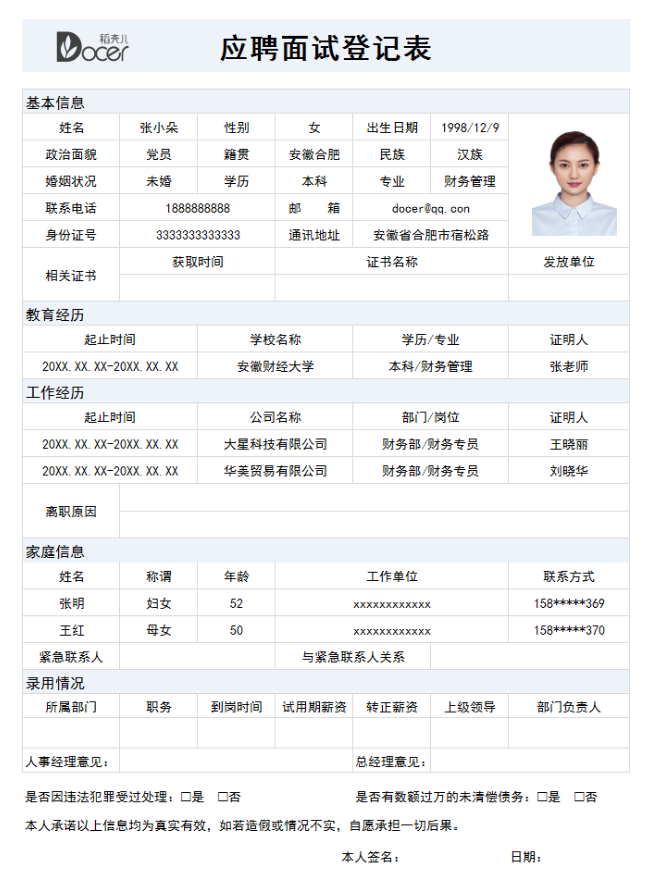 稻壳儿
Docer
应聘面试登记表
基本信息
姓名 张小朵 性别 女 出生日期 1998/12/9
政治面貌 党员 籍贯 安徽合肥 民族 汉族
婚姻状况 未婚 学历 本科 专业 财务管理
联系电话 1888888888 邮 箱 docer@qq.con
身份证号 3333333333333 通讯地址 安徽省合肥市宿松路
相关证书 获取时间 证书名称 发放单位
教育经历
起止时间 学校名称 学历/专业 证明人
20XX.XX.XX-20XX.XX.XX 安徽财经大学 本科/财务管理 张老师
工作经历
起止时间 公司名称 部门/岗位 证明人
20XX.XX.XX-20XX.XX.XX 大星科技有限公司 财务部/财务专员 王晓丽
20XX.XX.XX-20XX.XX.XX 华美贸易有限公司 财务部/财务专员 刘晓华
离职原因
家庭信息
姓名 称谓 年龄 工作单位 联系方式
张明 妇女 52 xxxxxxxxxxxx 158*****369
王红 母女 50 xxxxxxxxxxxx 158*****370
紧急联系人 与紧急联系人关系
录用情况
所属部门 职务 到岗时间 试用期薪资 转正薪资 上级领导 部门负责人
人事经理意见： 总经理意见：
是否因违法犯罪受过处理：□是 □否 是否有数额过万的未清偿债务：□是 □否
本人承诺以上信息均为真实有效，如若造假或情况不实，自愿承担一切后果。
本人签名： 日期：